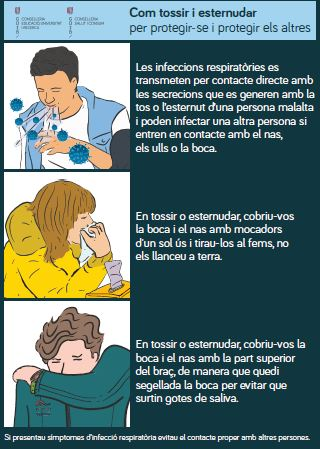 Com tossir i esternudar
per protegir-se i protegir els altres
CONSELLERIA
EDUCACIÓ, UNIVERSITAT
I RECERCA
CONSELLERIA
SALUT I CONSUM
Les infeccions respiratòries es
transmeten per contacte directe amb
les secrecions que es generen amb la
tos o l'esternut d'una persona malalta
i poden infectar una altra persona si
entren en contacte amb el nas,
els ulls o la boca.
En tossir o esternudar, cobriu-vos
la boca i el nas amb mocadors
d'un sol ús i tirau-los al fems, no
els llanceu a terra.
En tossir o esternudar, cobriu-vos la
boca i el nas amb la part superior
del braç, de manera que quedi
segellada la boca per evitar que
surtin gotes de saliva.
Si presentau símptomes d'infecció respiratòria evitau el contacte proper amb altres persones.